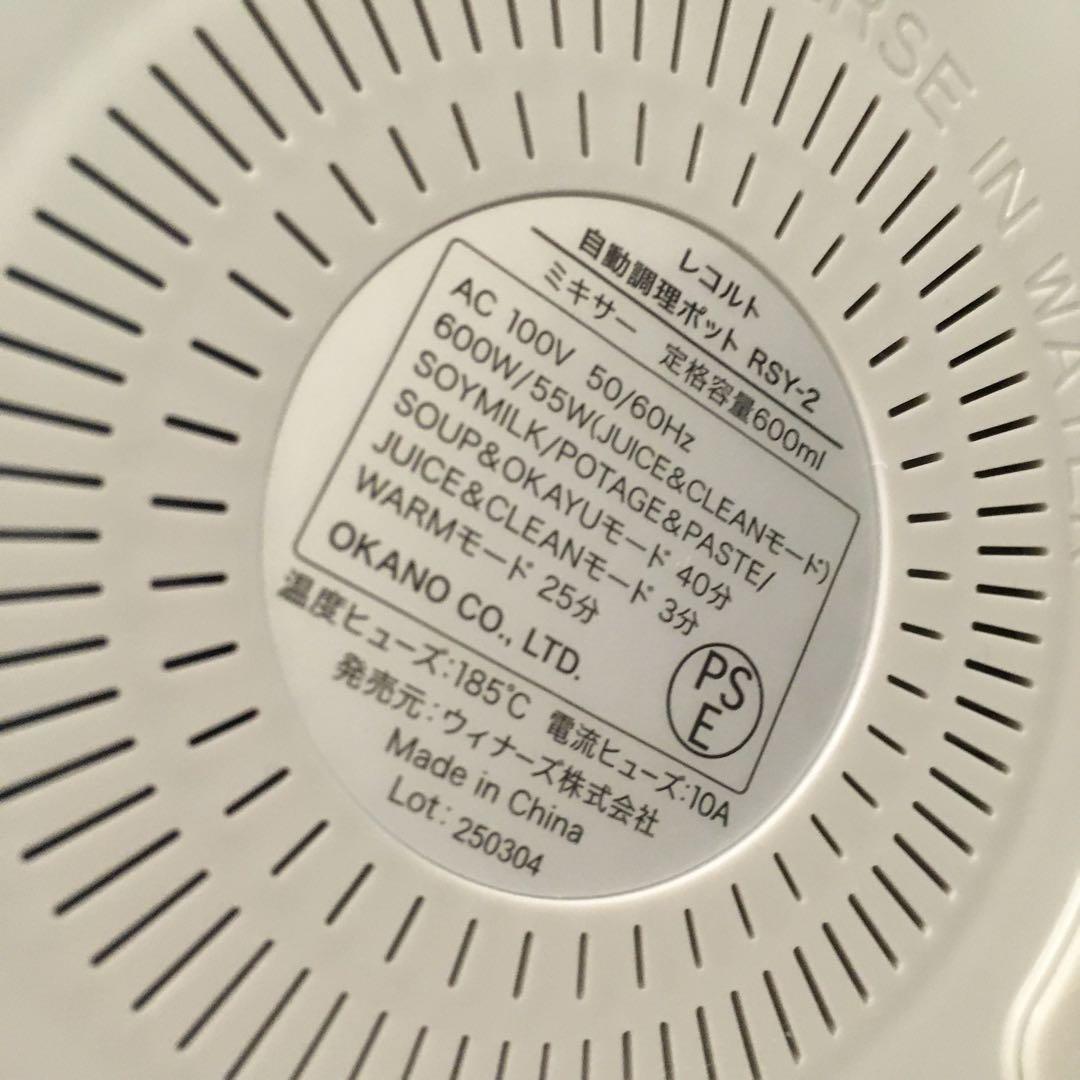 レコルト
自動調理ポット RSY-2
ミキサー 定格容量600ml
AC 100V 50/60Hz
600W/55W(JUICE&CLEANモード)
SOYMILK/POTAGE&PASTE/
SOUP&OKAYUモード 40分
JUICE&CLEANモード 3分
WARMモード 25分
OKANO CO., LTD.
PS
E
温度ヒューズ:185℃ 電流ヒューズ:10A
発売元:ウィナーズ株式会社
Made in China
Lot: 250304
IN WATER